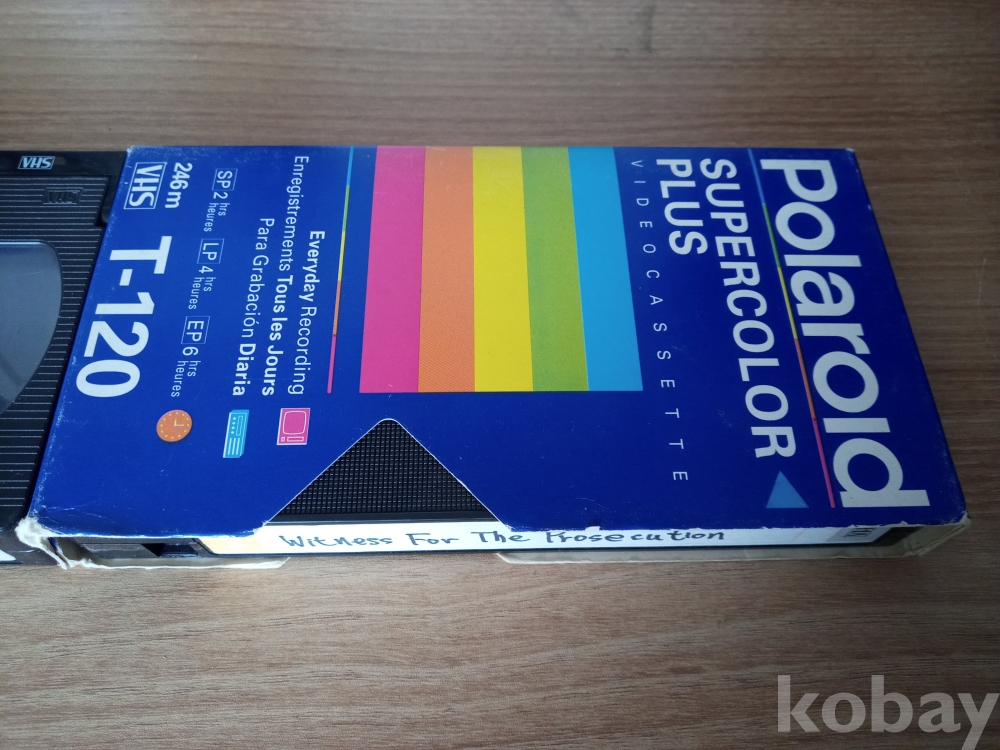 Polaroid
SUPERCOLOR
PLUS
VIDEOCASSETTE
Everyday Recording
Enregistrements Tous les Jours
Para Grabación Diaria
SP 2 hrs heures LP 4 hrs heures EP 6 hrs heures
246 m
VHS T-120
VHS
VHS
Witness For The Prosecution
kobay